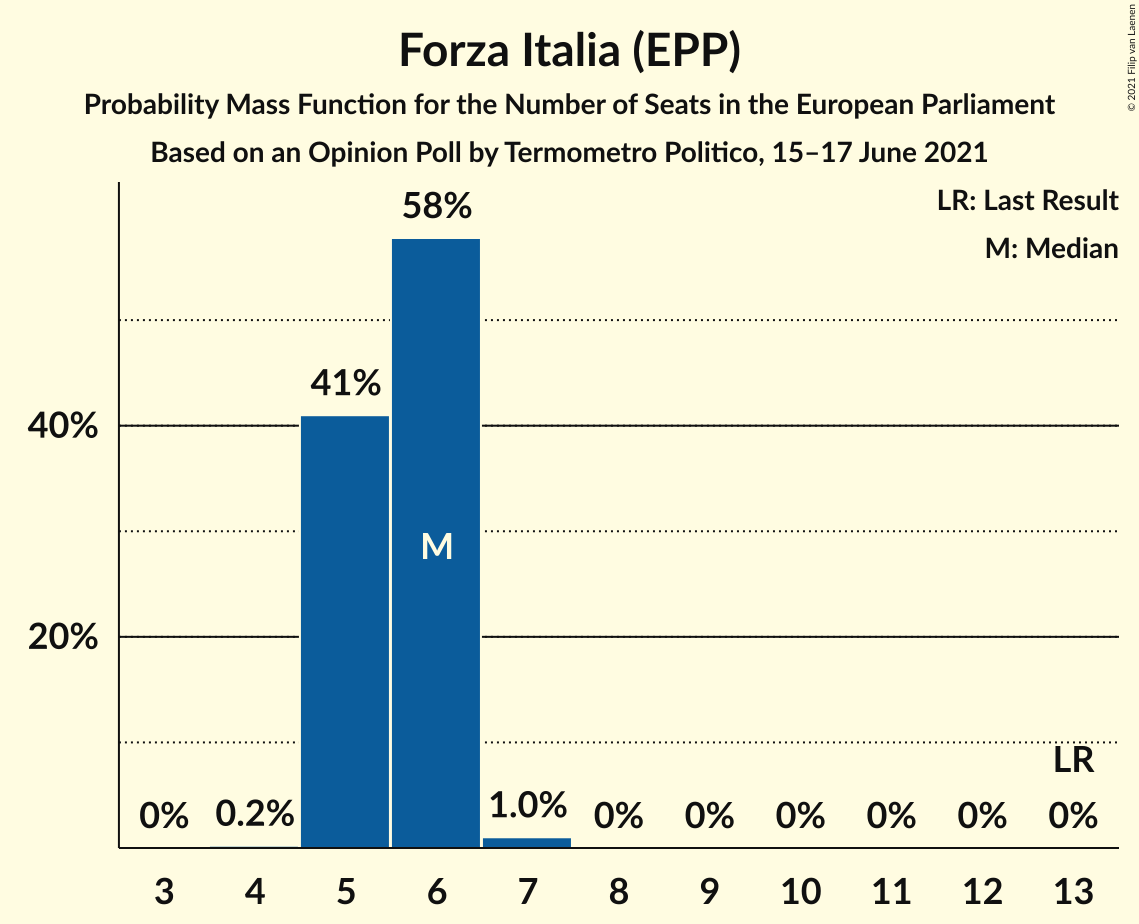 Forza Italia (EPP)
Probability Mass Function for the Number of Seats in the European Parliament
Based on an Opinion Poll by Termometro Politico, 15–17 June 2021
© 2021 Filip van Laenen
LR: Last Result
M: Median
58%
41%
40%
M
20%
LR
0% 0.2% 1.0% 0% 0% 0% 0% 0% 0%
3 4 5 6 7 8 9 10 11 12 13